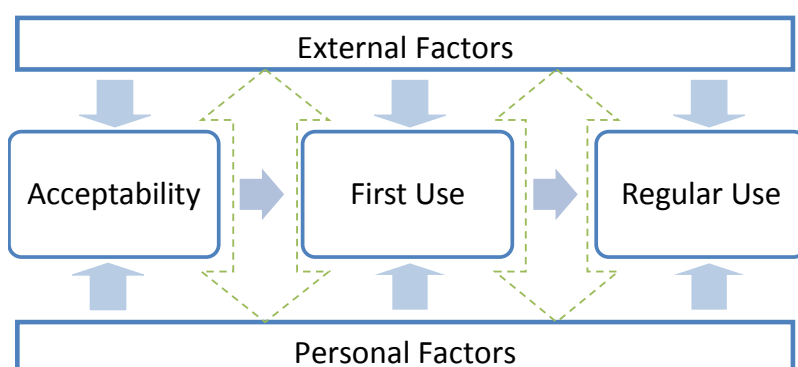 External Factors
Acceptability
First Use
Regular Use
Personal Factors